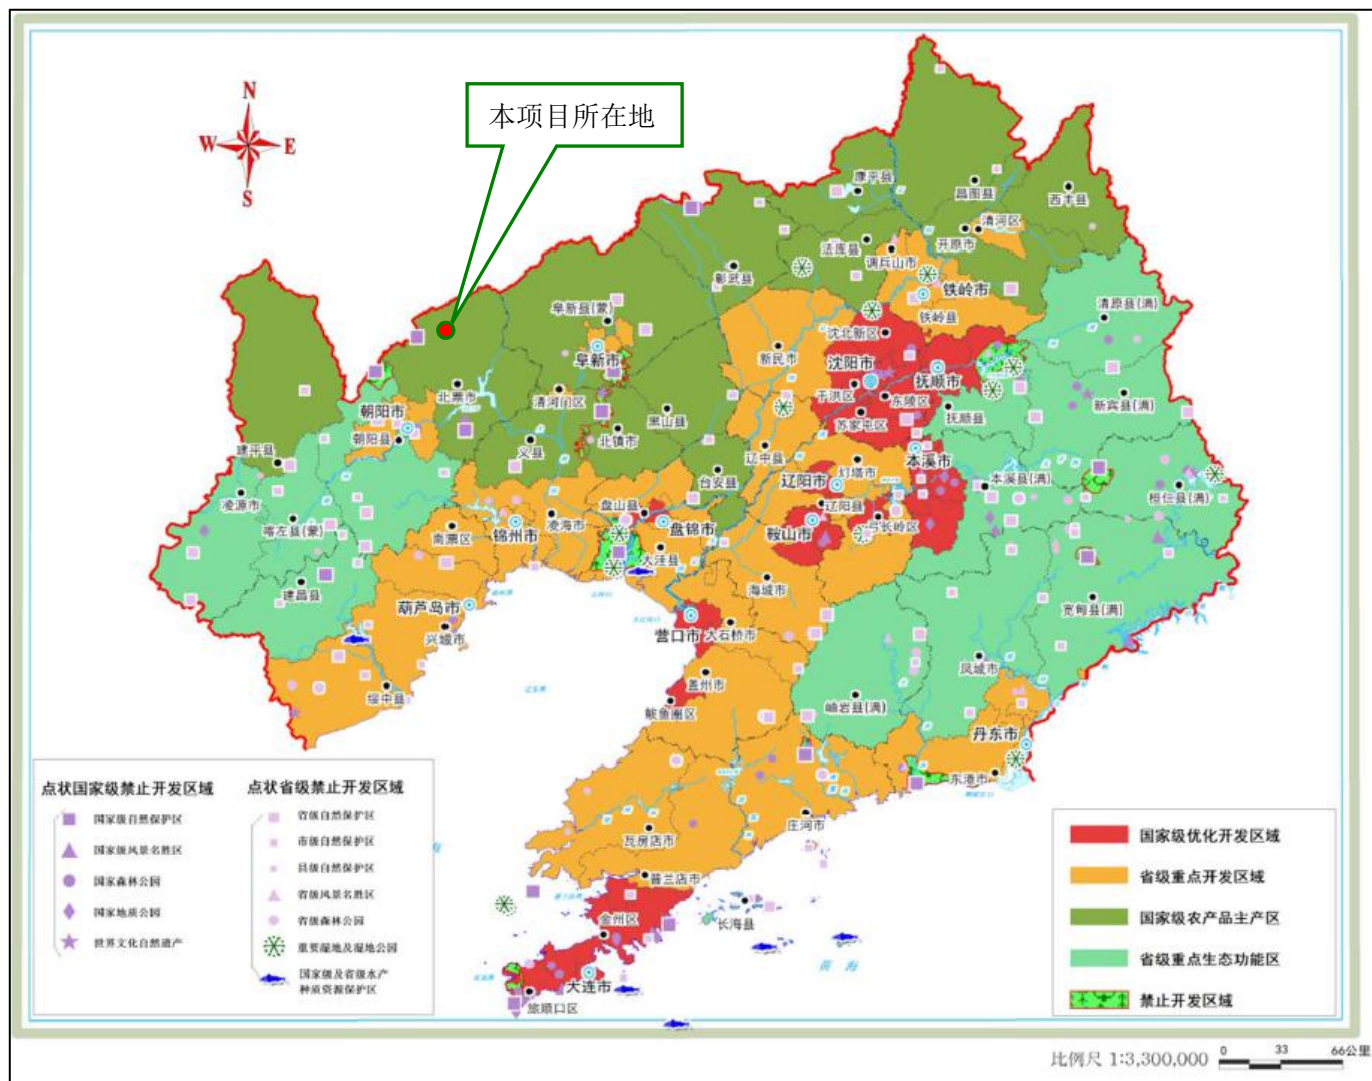 N
W
E
S
本项目所在地
康平县
昌图县
西丰县
清河区
法库县
开原市
调兵山市
彰武县
铁岭市
清原县(满)
阜新县(蒙)
铁岭县
沈北新区
新民市
沈阳市
阜新市
抚顺市
于洪区
北票市
清河门区
东陵区
新宾县(满)
朝阳市
黑山县
抚顺县
苏家屯区
朝阳县
北镇市
义县
辽中县
本溪市
建平县
灯塔市
台安县
辽阳市
本溪县(满)
凌源市
桓仁县(满)
盘山县
辽阳县
喀左县(蒙)
凌海市
弓长岭区
锦州市
盘锦市
鞍山市
南票区
大洼县
海城市
建昌县
葫芦岛市
宽甸县(满)
营口市
大石桥市
兴城市
凤城市
盖州市
绥中县
岫岩县(满)
鲅鱼圈区
丹东市
东港市
庄河市
瓦房店市
普兰店市
金州区
长海县
黄 海
大连市
旅顺口区
点状国家级禁止开发区域
国家级自然保护区
国家级风景名胜区
国家森林公园
国家地质公园
世界文化自然遗产
点状省级禁止开发区域
省级自然保护区
市级自然保护区
县级自然保护区
省级风景名胜区
省级森林公园
重要湿地及湿地公园
国家级及省级水产
种质资源保护区
国家级优化开发区域
省级重点开发区域
国家级农产品主产区
省级重点生态功能区
禁止开发区域
比例尺 1:3,300,000
0 33 66公里